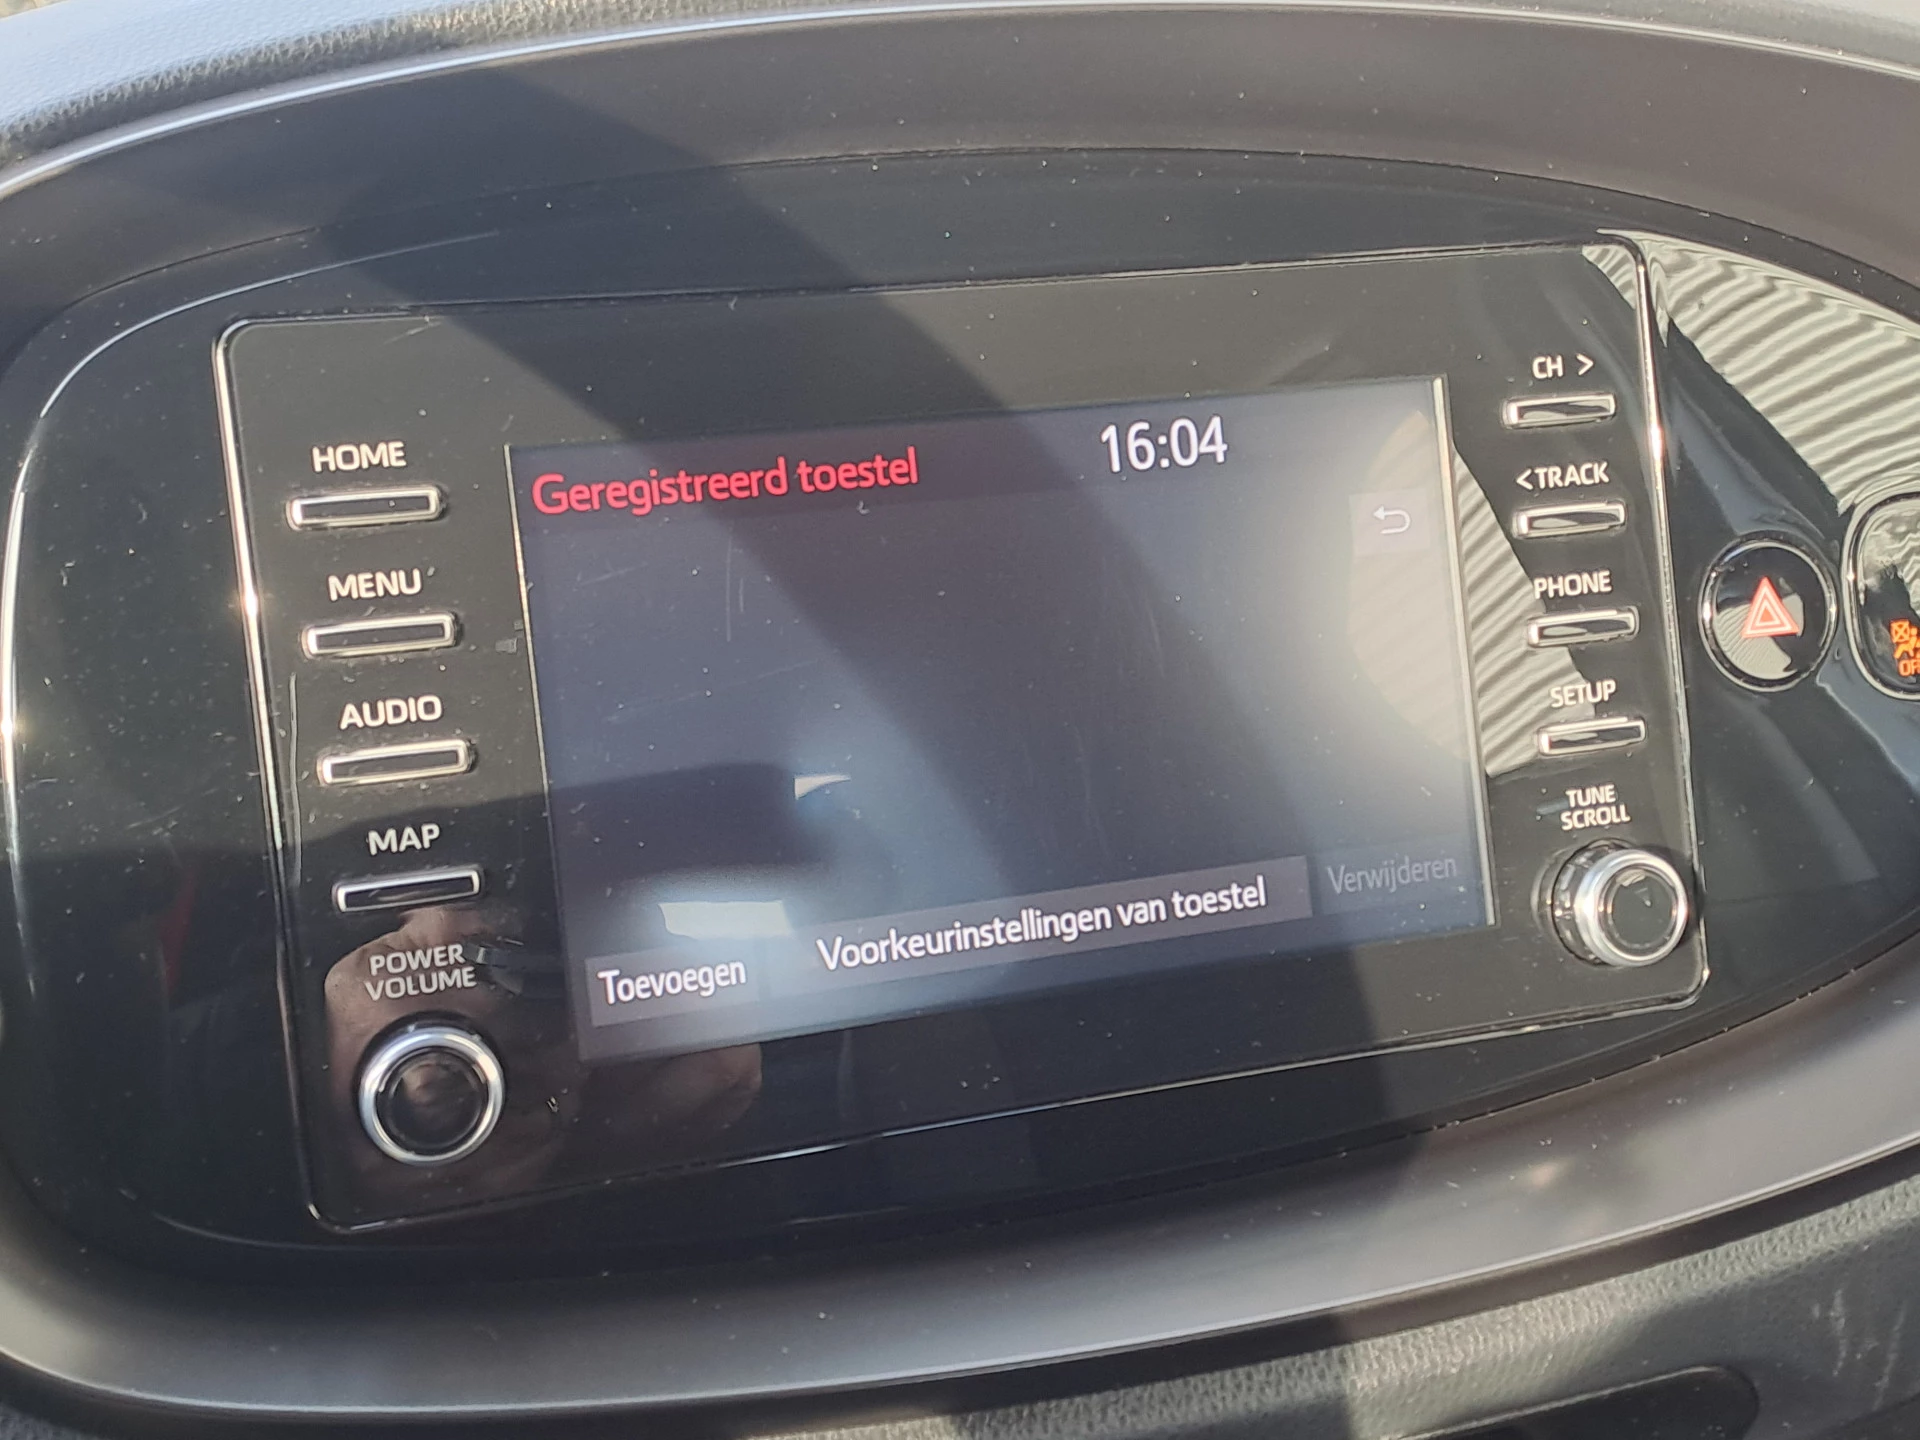 HOME
MENU
AUDIO
MAP
POWER
VOLUME
Geregistreerd toestel
16:04
Toevoegen
Voorkeurinstellingen van toestel
Verwijderen
CH >
<TRACK
PHONE
SETUP
TUNE
SCROLL